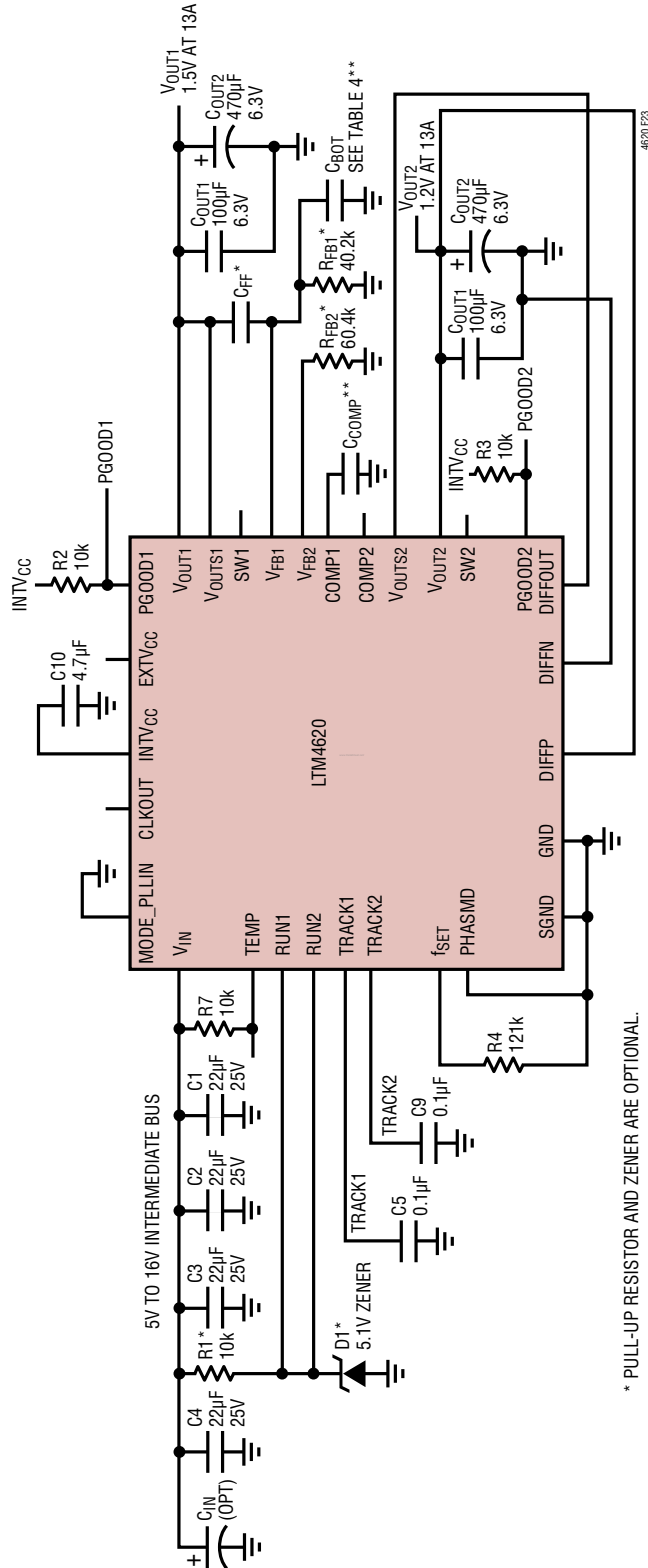 5V TO 16V INTERMEDIATE BUS
CIN
(OPT)
+
C4
22µF
25V
R1*
10k
C3
22µF
25V
C2
22µF
25V
C1
22µF
25V
R7
10k
D1*
5.1V ZENER
TRACK1
C5
0.1µF
TRACK2
C9
0.1µF
R4
121k
INTVCC
C10
4.7µF
R2
10k
PGOOD1
MODE_PLLIN
CLKOUT
INTVCC
EXTVCC
PGOOD1
VIN
TEMP
RUN1
RUN2
TRACK1
TRACK2
fSET
PHASMD
LTM4620
VOUT1
VOUTS1
SW1
VFB1
VFB2
COMP1
COMP2
VOUTS2
VOUT2
SW2
PGOOD2
SGND
GND
DIFFP
DIFFN
DIFFOUT
VOUT1
1.5V AT 13A
COUT1
100µF
6.3V
+
COUT2
470µF
6.3V
CFF*
RFB1*
40.2k
CBOT
SEE TABLE 4**
RFB2*
60.4k
CCOMP**
VOUT2
1.2V AT 13A
COUT1
100µF
6.3V
+
COUT2
470µF
6.3V
INTVCC
R3
10k
PGOOD2
4620 F23
* PULL-UP RESISTOR AND ZENER ARE OPTIONAL.